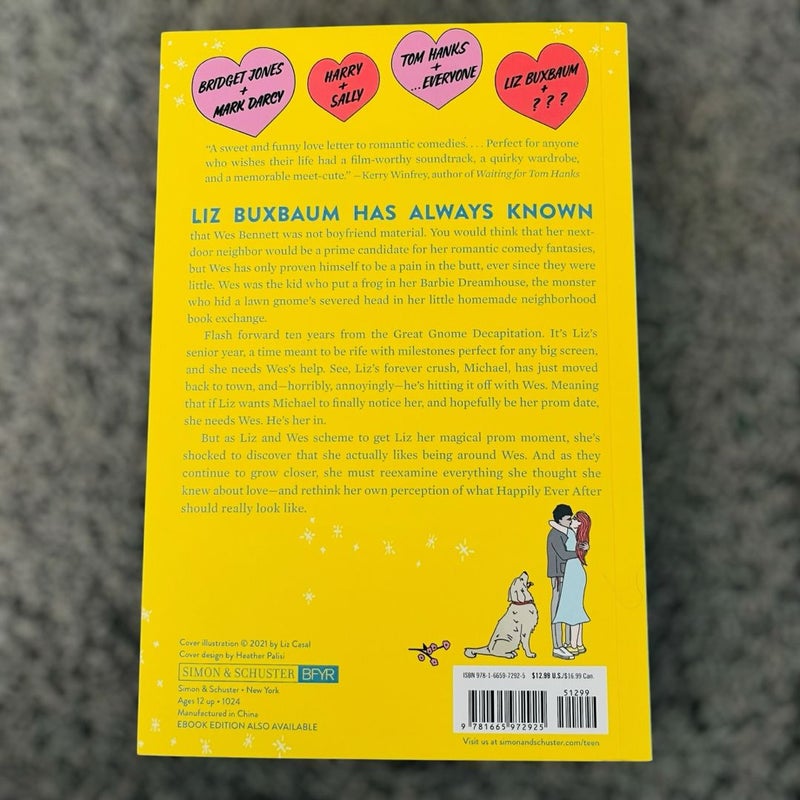 BRIDGET JONES
+
MARK DARCY
HARRY
+
SALLY
TOM HANKS
+
...EVERYONE
LIZ BUXBAUM
+
? ? ?
“A sweet and funny love letter to romantic comedies. . . . Perfect for anyone
who wishes their life had a film-worthy soundtrack, a quirky wardrobe,
and a memorable meet-cute.” —Kerry Winfrey, author of Waiting for Tom Hanks
LIZ BUXBAUM HAS ALWAYS KNOWN
that Wes Bennett was not boyfriend material. You would think that her next-
door neighbor would be a prime candidate for her romantic comedy fantasies,
but Wes has only proven himself to be a pain in the butt, ever since they were
little. Wes was the kid who put a frog in her Barbie Dreamhouse, the monster
who hid a lawn gnome’s severed head in her little homemade neighborhood
book exchange.
Flash forward ten years from the Great Gnome Decapitation. It’s Liz’s
senior year, a time meant to be rife with milestones perfect for any big screen,
and she needs Wes’s help. See, Liz’s forever crush, Michael, has just moved
back to town, and—horribly, annoyingly—he’s hitting it off with Wes. Meaning
that if Liz wants Michael to finally notice her, and hopefully be her prom date,
she needs Wes. He’s her in.
But as Liz and Wes scheme to get Liz her magical prom moment, she’s
shocked to discover that she actually likes being around Wes. And as they
continue to grow closer, she must reexamine everything she thought she
knew about love—and rethink her own perception of what Happily Ever After
should really look like.
Cover illustration © 2021 by Liz Casal
Cover design by Heather Palisi
SIMON & SCHUSTER BFYR
Simon & Schuster • New York
Ages 12 up • 1024
Manufactured in China
EBOOK EDITION ALSO AVAILABLE
ISBN 978-1-6659-7292-5 $12.99 U.S./$16.99 Can.
51299
9 781665 972925
Visit us at simonandschuster.com/teen